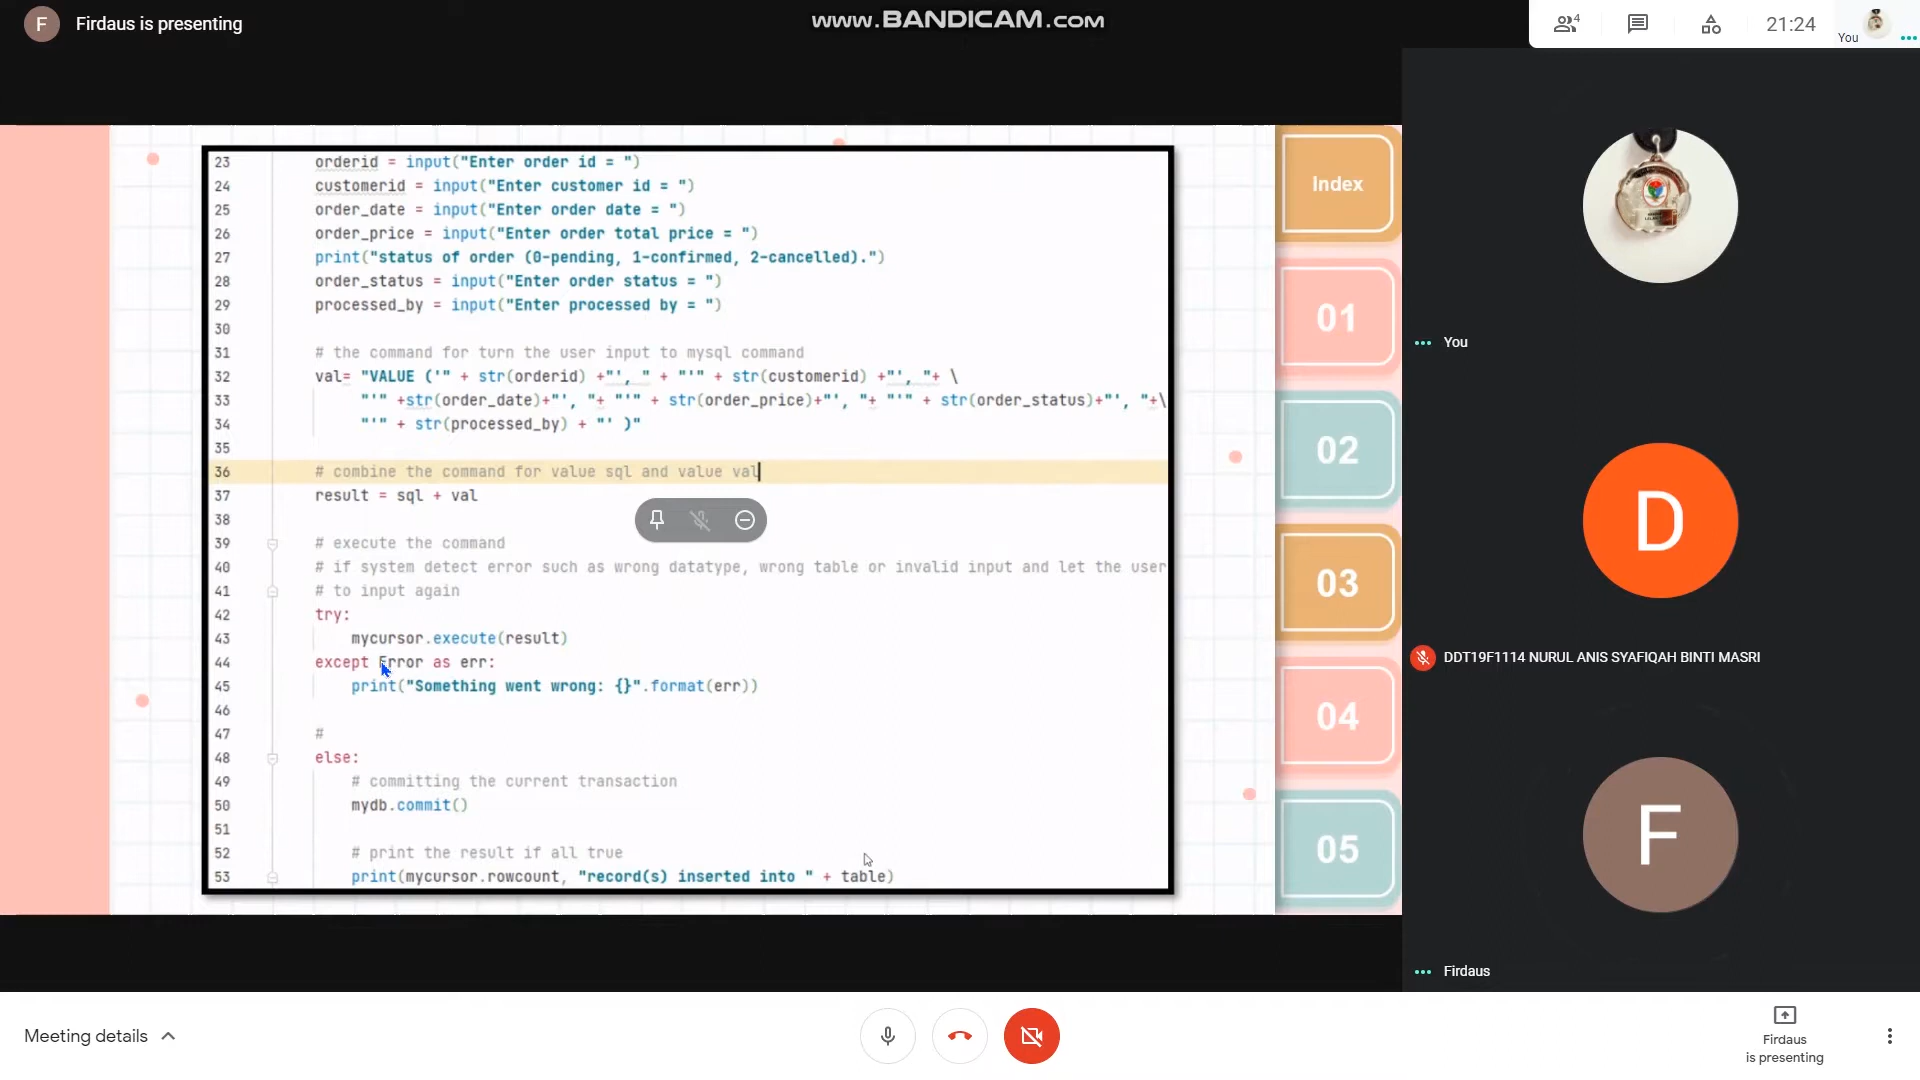 F
Firdaus is presenting
www.BANDICAM.com
4
21:24
You
23 orderid = input("Enter order id = ")
24 customerid = input("Enter customer id = ")
25 order_date = input("Enter order date = ")
26 order_price = input("Enter order total price = ")
27 print("status of order (0-pending, 1-confirmed, 2-cancelled).")
28 order_status = input("Enter order status = ")
29 processed_by = input("Enter processed by = ")
30
31 # the command for turn the user input to mysql command
32 val= "VALUE ('" + str(orderid) +"', " + "'" + str(customerid) +"', "+ \
33 "'" +str(order_date)+"', "+ "'" + str(order_price)+"', "+ "'" + str(order_status)+"', "+\
34 "'" + str(processed_by) + "' )"
35
36 # combine the command for value sql and value val
37 result = sql + val
38
39 # execute the command
40 # if system detect error such as wrong datatype, wrong table or invalid input and let the user
41 # to input again
42 try:
43 mycursor.execute(result)
44 except Error as err:
45 print("Something went wrong: {}".format(err))
46
47 #
48 else:
49 # committing the current transaction
50 mydb.commit()
51
52 # print the result if all true
53 print(mycursor.rowcount, "record(s) inserted into " + table)
Index
01
02
03
04
05
You
D
DDT19F1114 NURUL ANIS SYAFIQAH BINTI MASRI
F
Firdaus
Meeting details
Firdaus
is presenting